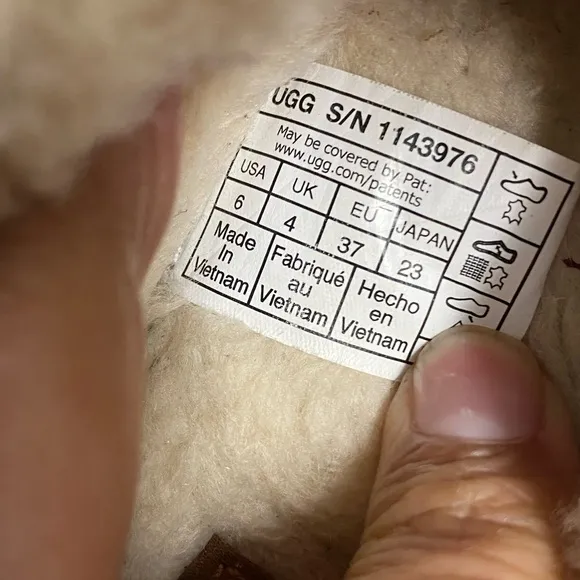 UGG S/N 1143976
May be covered by Pat:
www.ugg.com/patents
USA UK EU JAPAN
6 4 37 23
Made in Vietnam
Fabriqué au Vietnam
Hecho en Vietnam